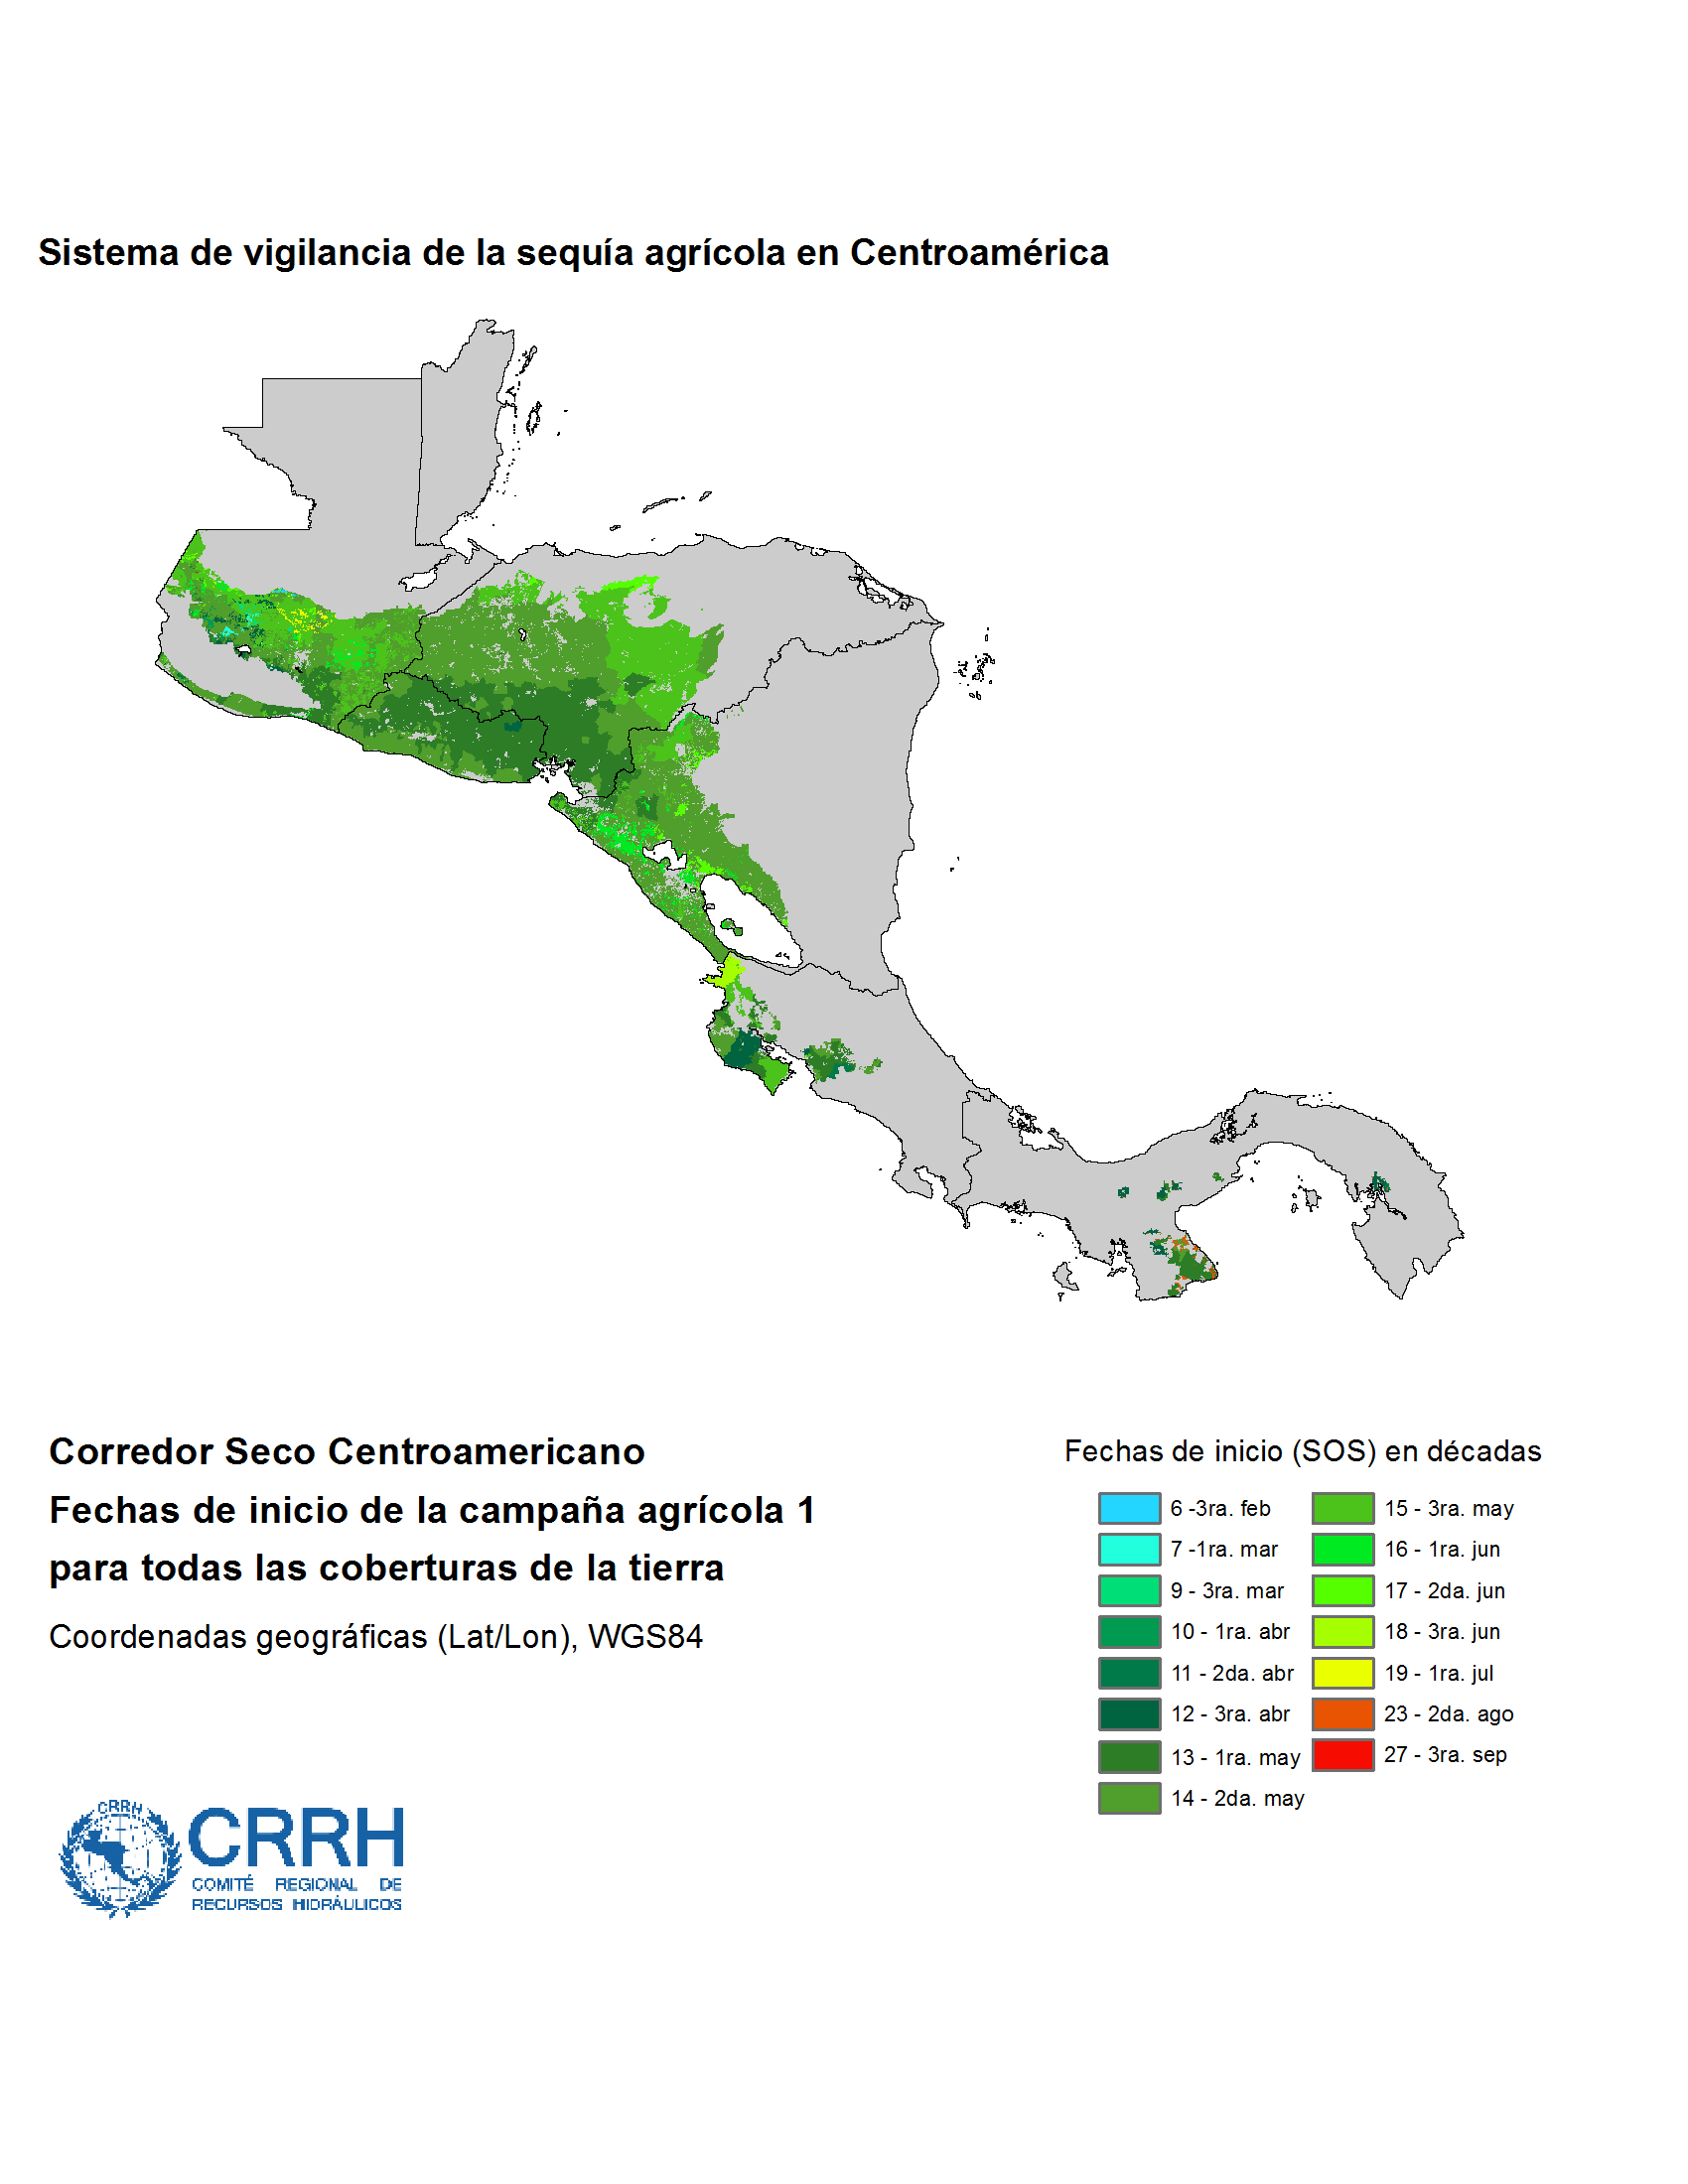 Sistema de vigilancia de la sequía agrícola en Centroamérica
Corredor Seco Centroamericano
Fechas de inicio de la campaña agrícola 1
para todas las coberturas de la tierra
Coordenadas geográficas (Lat/Lon), WGS84
Fechas de inicio (SOS) en décadas
6 -3ra. feb
7 -1ra. mar
9 - 3ra. mar
10 - 1ra. abr
11 - 2da. abr
12 - 3ra. abr
13 - 1ra. may
14 - 2da. may
15 - 3ra. may
16 - 1ra. jun
17 - 2da. jun
18 - 3ra. jun
19 - 1ra. jul
23 - 2da. ago
27 - 3ra. sep
CRRH
CRRH
COMITÉ REGIONAL DE
RECURSOS HIDRÁULICOS